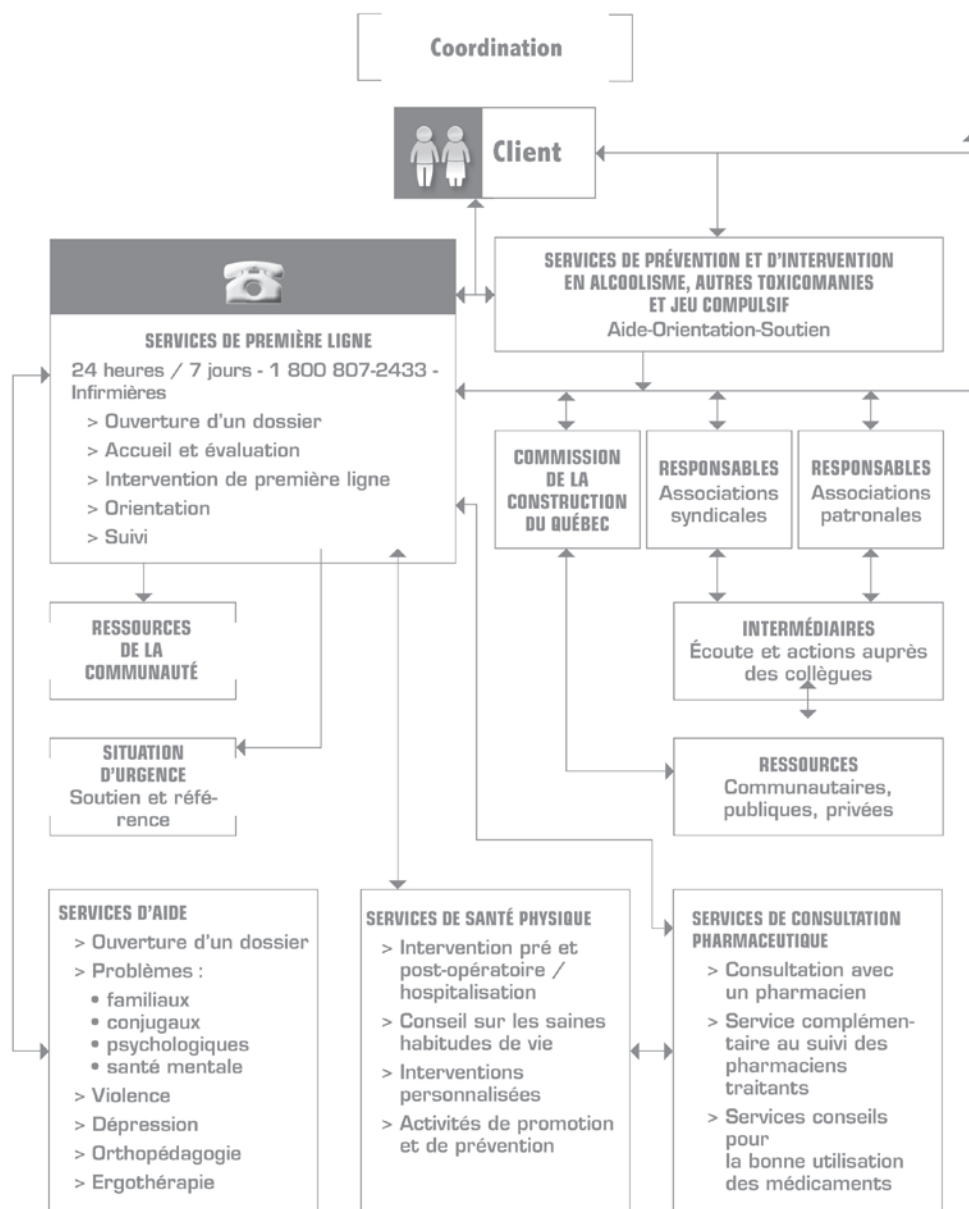 Coordination
Client
SERVICES DE PREMIÈRE LIGNE
24 heures / 7 jours - 1 800 807-2433 -
Infirmières
> Ouverture d'un dossier
> Accueil et évaluation
> Intervention de première ligne
> Orientation
> Suivi
SERVICES DE PRÉVENTION ET D'INTERVENTION
EN ALCOOLISME, AUTRES TOXICOMANIES
ET JEU COMPULSIF
Aide-Orientation-Soutien
COMMISSION
DE LA
CONSTRUCTION
DU QUÉBEC
RESPONSABLES
Associations
syndicales
RESPONSABLES
Associations
patronales
RESSOURCES
DE LA
COMMUNAUTÉ
INTERMÉDIAIRES
Écoute et actions auprès
des collègues
SITUATION
D'URGENCE
Soutien et réfé-
rence
RESSOURCES
Communautaires,
publiques, privées
SERVICES D'AIDE
> Ouverture d'un dossier
> Problèmes :
• familiaux
• conjugaux
• psychologiques
• santé mentale
> Violence
> Dépression
> Orthopédagogie
> Ergothérapie
SERVICES DE SANTÉ PHYSIQUE
> Intervention pré et
post-opératoire /
hospitalisation
> Conseil sur les saines
habitudes de vie
> Interventions
personnalisées
> Activités de promotion
et de prévention
SERVICES DE CONSULTATION
PHARMACEUTIQUE
> Consultation avec
un pharmacien
> Service complémen-
taire au suivi des
pharmaciens
traitants
> Services conseils
pour
la bonne utilisation
des médicaments